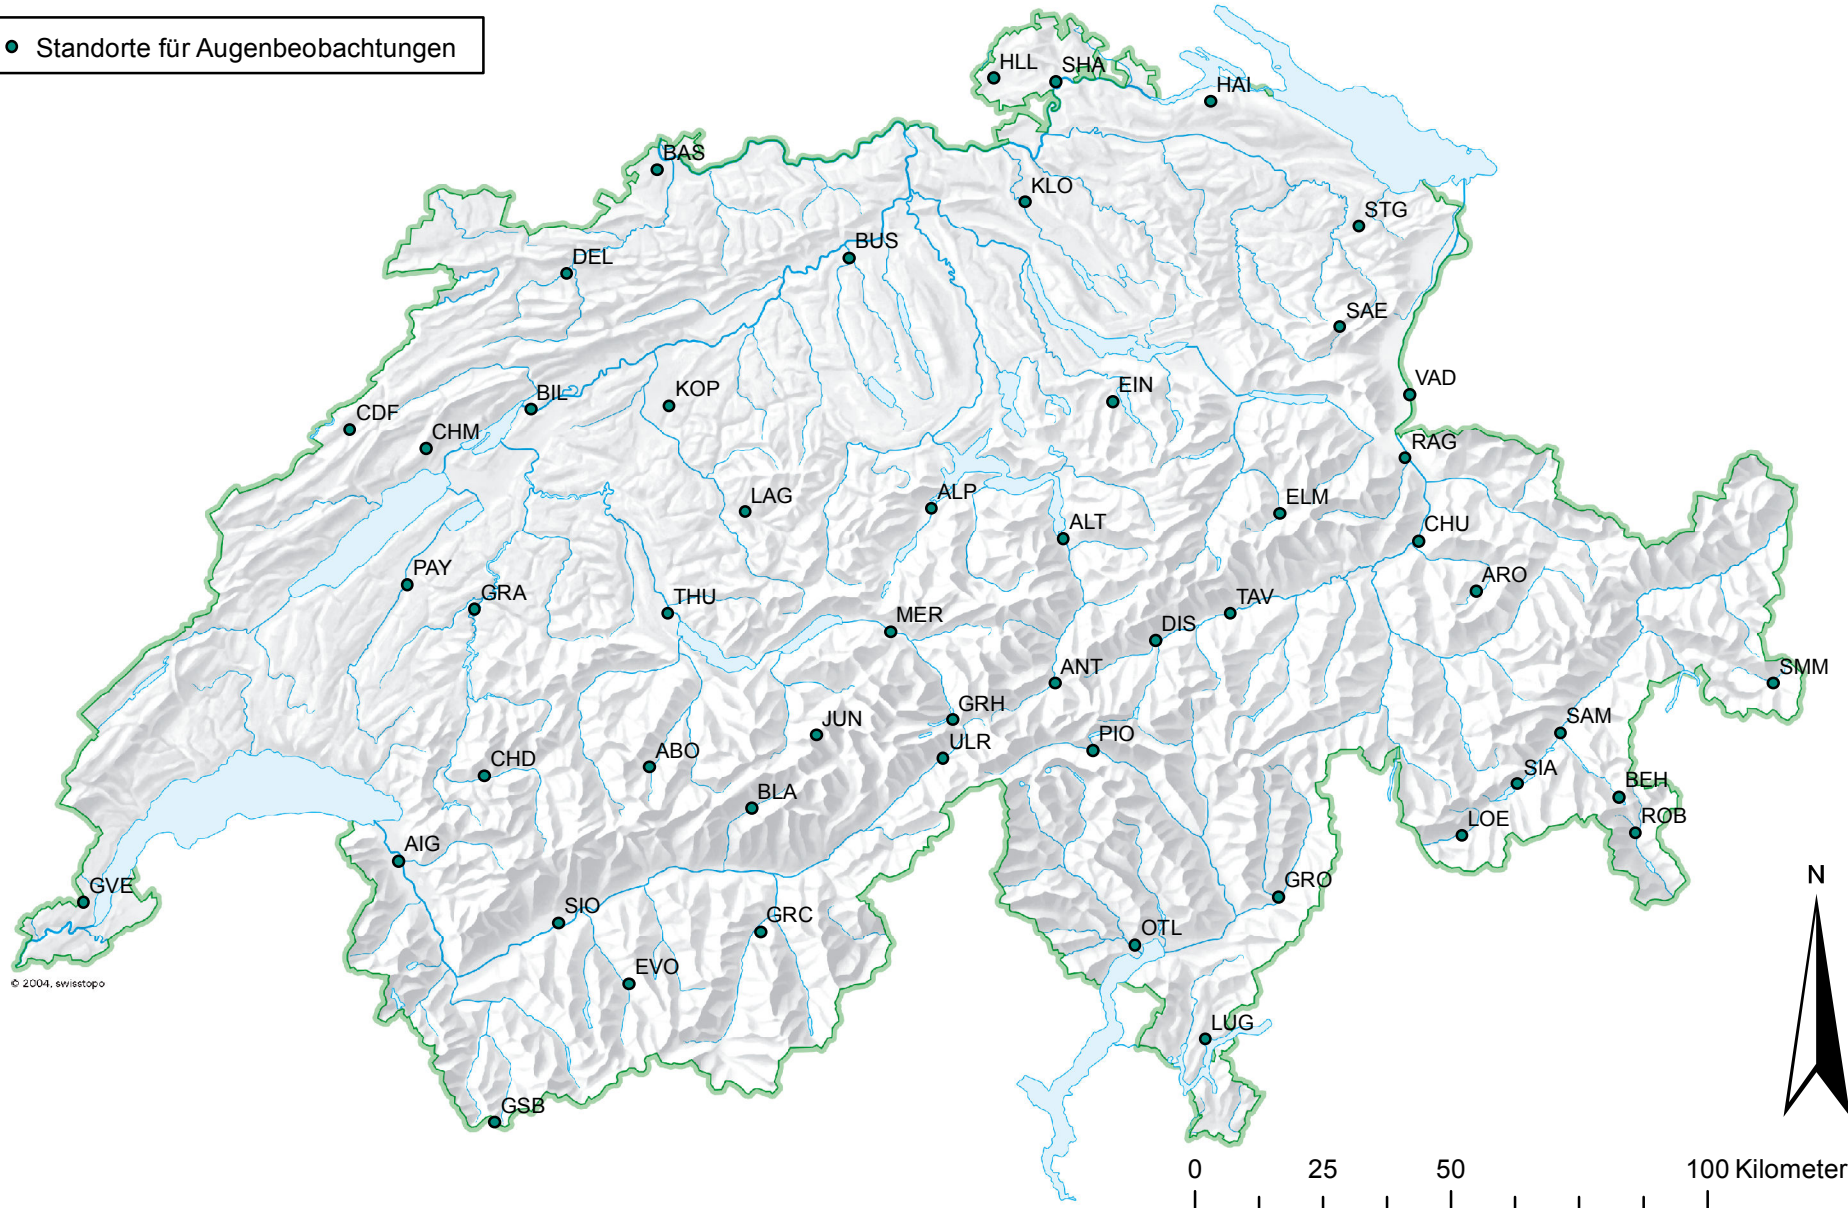 Standorte für Augenbeobachtungen
HLL
SHA
HAI
BAS
KLO
STG
BUS
DEL
SAE
VAD
BIL
KOP
EIN
CDF
CHM
RAG
LAG
ALP
ELM
ALT
CHU
PAY
GRA
THU
ARO
TAV
MER
DIS
ANT
SMM
GRH
JUN
SAM
ULR
PIO
CHD
ABO
SIA
BEH
BLA
LOE
ROB
AIG
GVE
GRO
SIO
GRC
OTL
EVO
N
© 2004, swisstopo
LUG
GSB
0 25 50 100 Kilometer